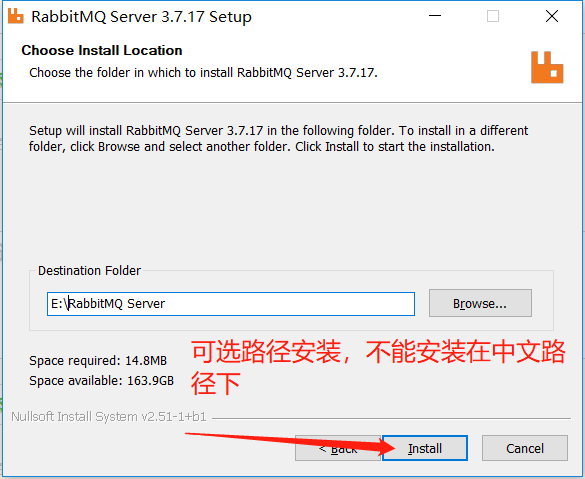 RabbitMQ Server 3.7.17 Setup
Choose Install Location
Choose the folder in which to install RabbitMQ Server 3.7.17.
Setup will install RabbitMQ Server 3.7.17 in the following folder. To install in a different
folder, click Browse and select another folder. Click Install to start the installation.
Destination Folder
E:\RabbitMQ Server
Browse...
Space required: 14.8MB
Space available: 163.9GB
可选路径安装，不能安装在中文路
径下
Nullsoft Install System v2.51-1+b1
< Back
Install
Cancel